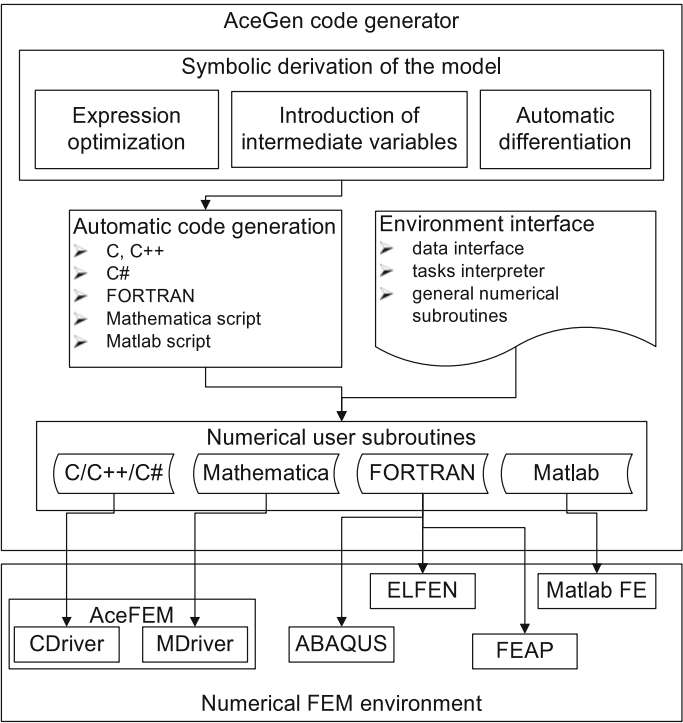 AceGen code generator
Symbolic derivation of the model
Expression
optimization
Introduction of
intermediate variables
Automatic
differentiation
Automatic code generation
C, C++
C#
FORTRAN
Mathematica script
Matlab script
Environment interface
data interface
tasks interpreter
general numerical
subroutines
Numerical user subroutines
C/C++/C#
Mathematica
FORTRAN
Matlab
ELFEN
Matlab FE
AceFEM
CDriver
MDriver
ABAQUS
FEAP
Numerical FEM environment